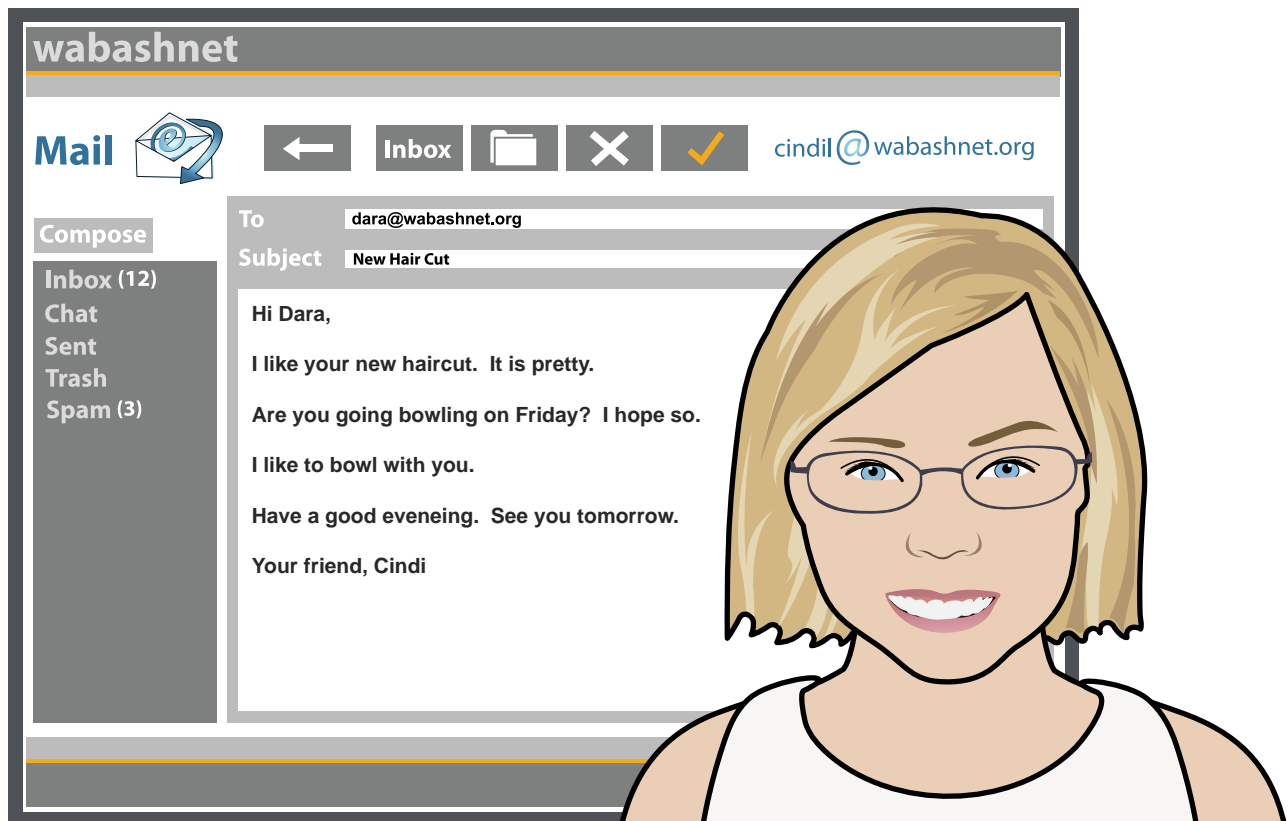 wabashnet
Mail @ Inbox cindil@wabashnet.org
Compose
Inbox (12)
Chat
Sent
Trash
Spam (3)
To dara@wabashnet.org
Subject New Hair Cut
Hi Dara,
I like your new haircut.  It is pretty.
Are you going bowling on Friday?  I hope so.
I like to bowl with you.
Have a good eveneing.  See you tomorrow.
Your friend, Cindi